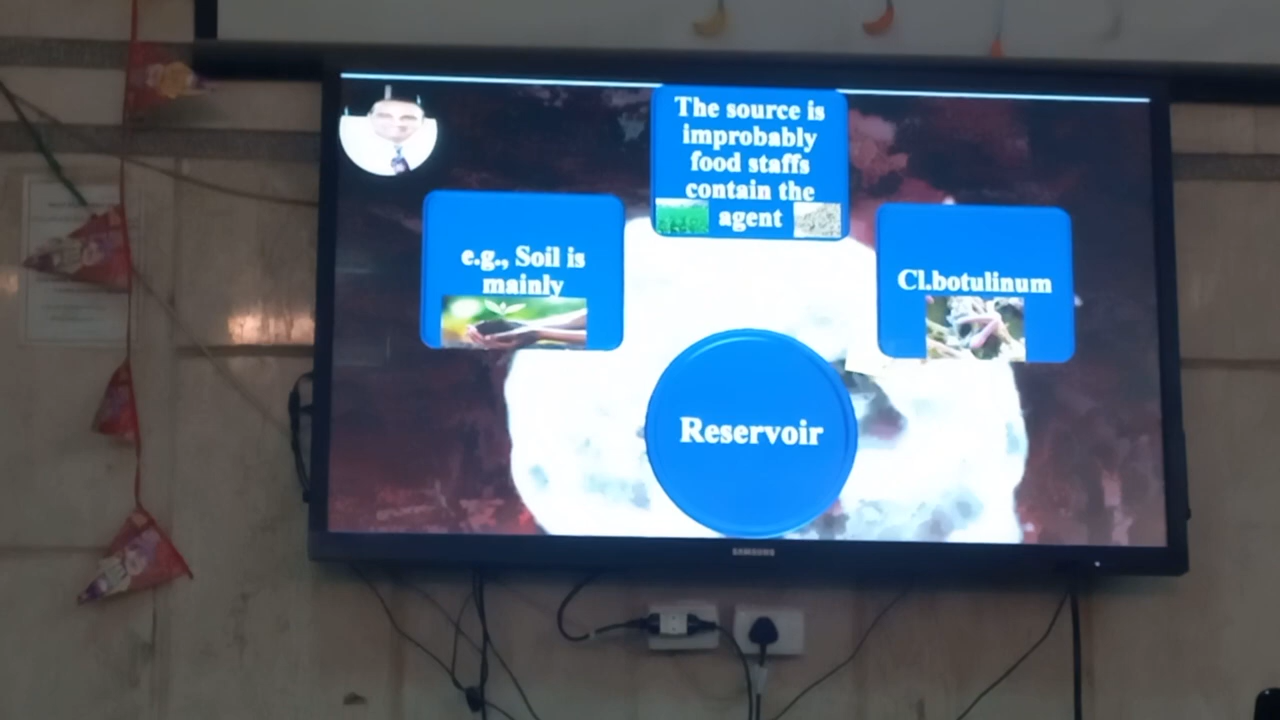 The source is
improbably
food staffs
contain the
agent
e.g., Soil is
mainly
Cl.botulinum
Reservoir
SAMSUNG